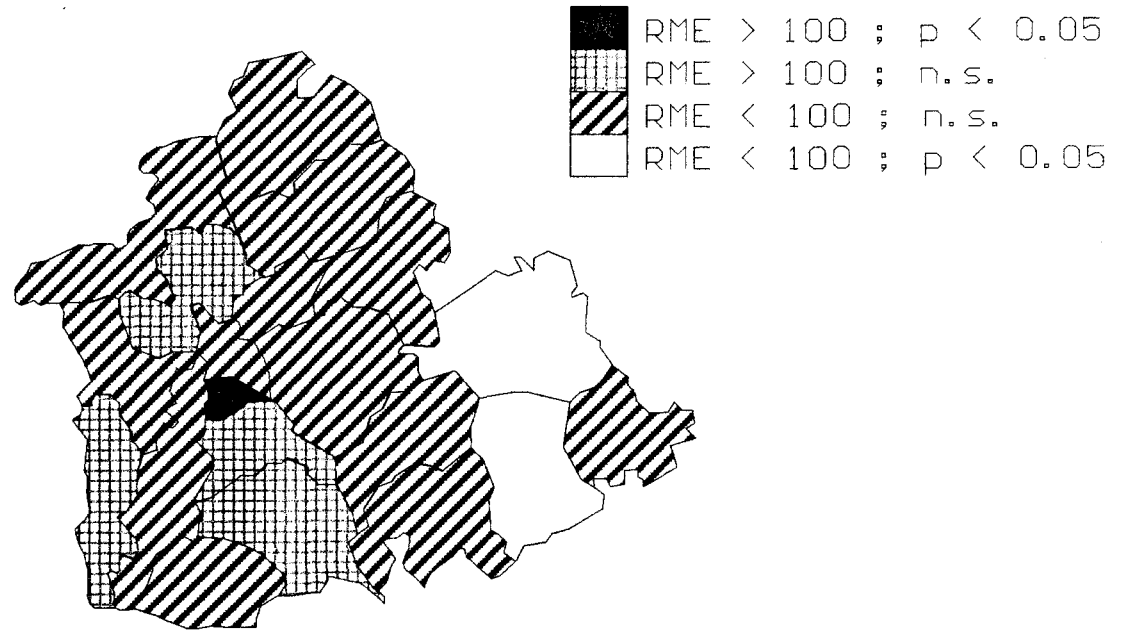 RME > 100 ; p < 0.05
RME > 100 ; n.s.
RME < 100 ; n.s.
RME < 100 ; p < 0.05